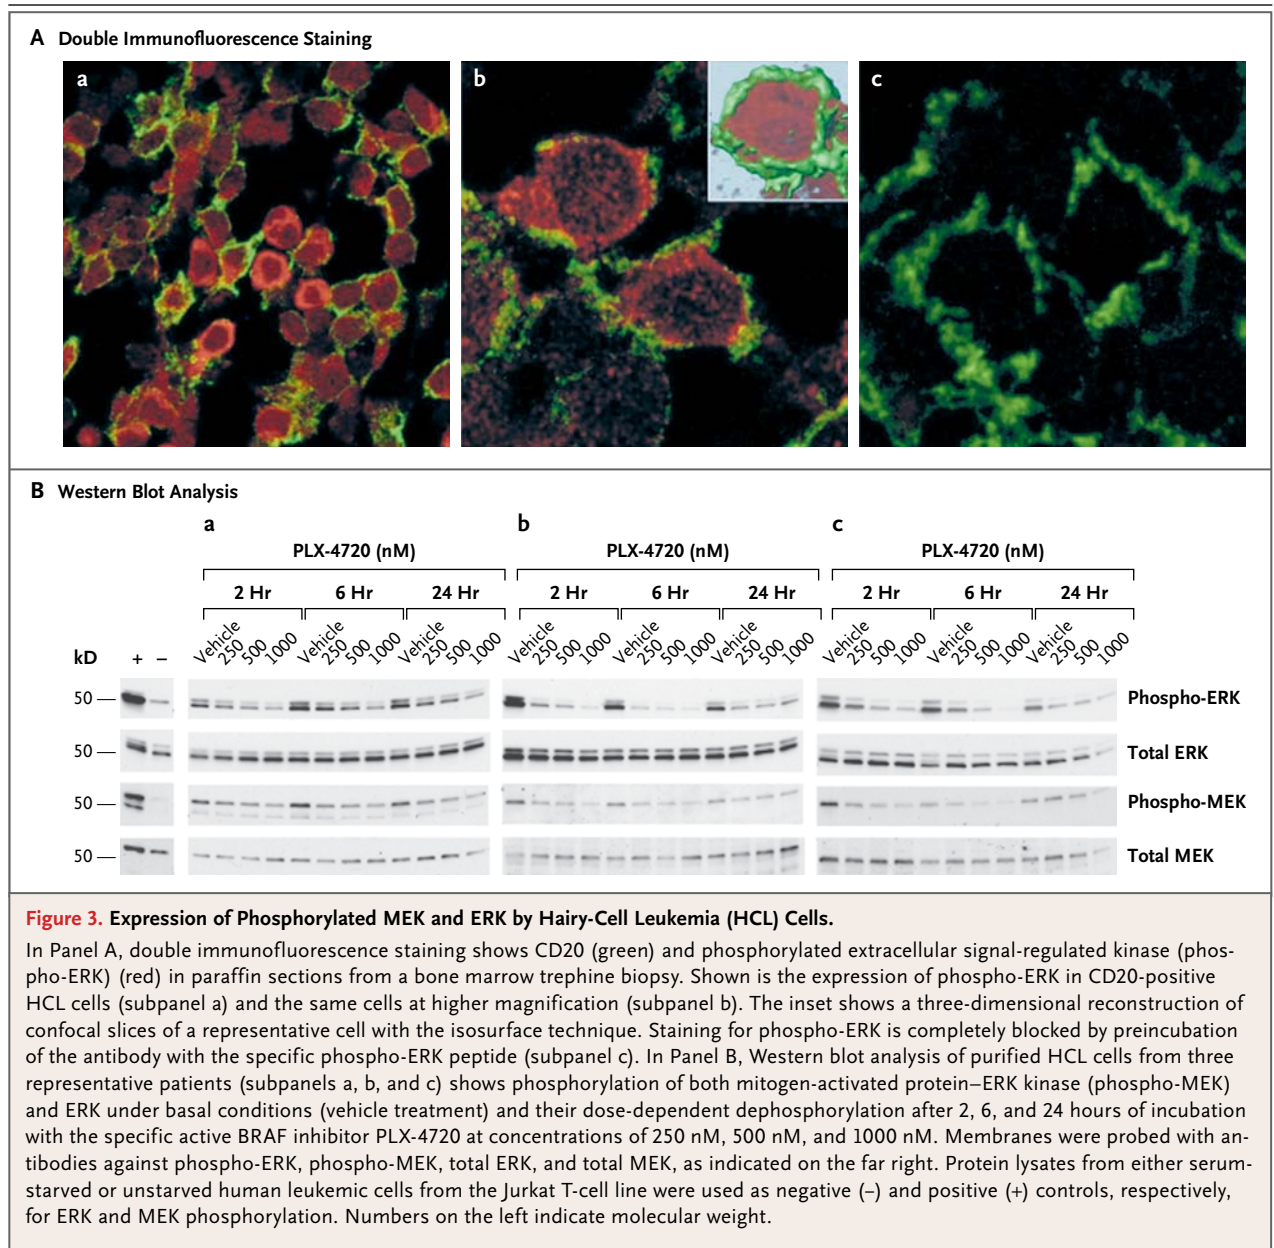 A Double Immunofluorescence Staining
a
b
c
B Western Blot Analysis
a b c
PLX-4720 (nM) PLX-4720 (nM) PLX-4720 (nM)
2 Hr 6 Hr 24 Hr 2 Hr 6 Hr 24 Hr 2 Hr 6 Hr 24 Hr
kD + − Vehicle 250 500 1000 Vehicle 250 500 1000 Vehicle 250 500 1000 Vehicle 250 500 1000 Vehicle 250 500 1000 Vehicle 250 500 1000 Vehicle 250 500 1000 Vehicle 250 500 1000 Vehicle 250 500 1000
50 — Phospho-ERK
50 — Total ERK
50 — Phospho-MEK
50 — Total MEK
Figure 3. Expression of Phosphorylated MEK and ERK by Hairy-Cell Leukemia (HCL) Cells.
In Panel A, double immunofluorescence staining shows CD20 (green) and phosphorylated extracellular signal-regulated kinase (phos-
pho-ERK) (red) in paraffin sections from a bone marrow trephine biopsy. Shown is the expression of phospho-ERK in CD20-positive
HCL cells (subpanel a) and the same cells at higher magnification (subpanel b). The inset shows a three-dimensional reconstruction of
confocal slices of a representative cell with the isosurface technique. Staining for phospho-ERK is completely blocked by preincubation
of the antibody with the specific phospho-ERK peptide (subpanel c). In Panel B, Western blot analysis of purified HCL cells from three
representative patients (subpanels a, b, and c) shows phosphorylation of both mitogen-activated protein–ERK kinase (phospho-MEK)
and ERK under basal conditions (vehicle treatment) and their dose-dependent dephosphorylation after 2, 6, and 24 hours of incubation
with the specific active BRAF inhibitor PLX-4720 at concentrations of 250 nM, 500 nM, and 1000 nM. Membranes were probed with an-
tibodies against phospho-ERK, phospho-MEK, total ERK, and total MEK, as indicated on the far right. Protein lysates from either serum-
starved or unstarved human leukemic cells from the Jurkat T-cell line were used as negative (−) and positive (+) controls, respectively,
for ERK and MEK phosphorylation. Numbers on the left indicate molecular weight.